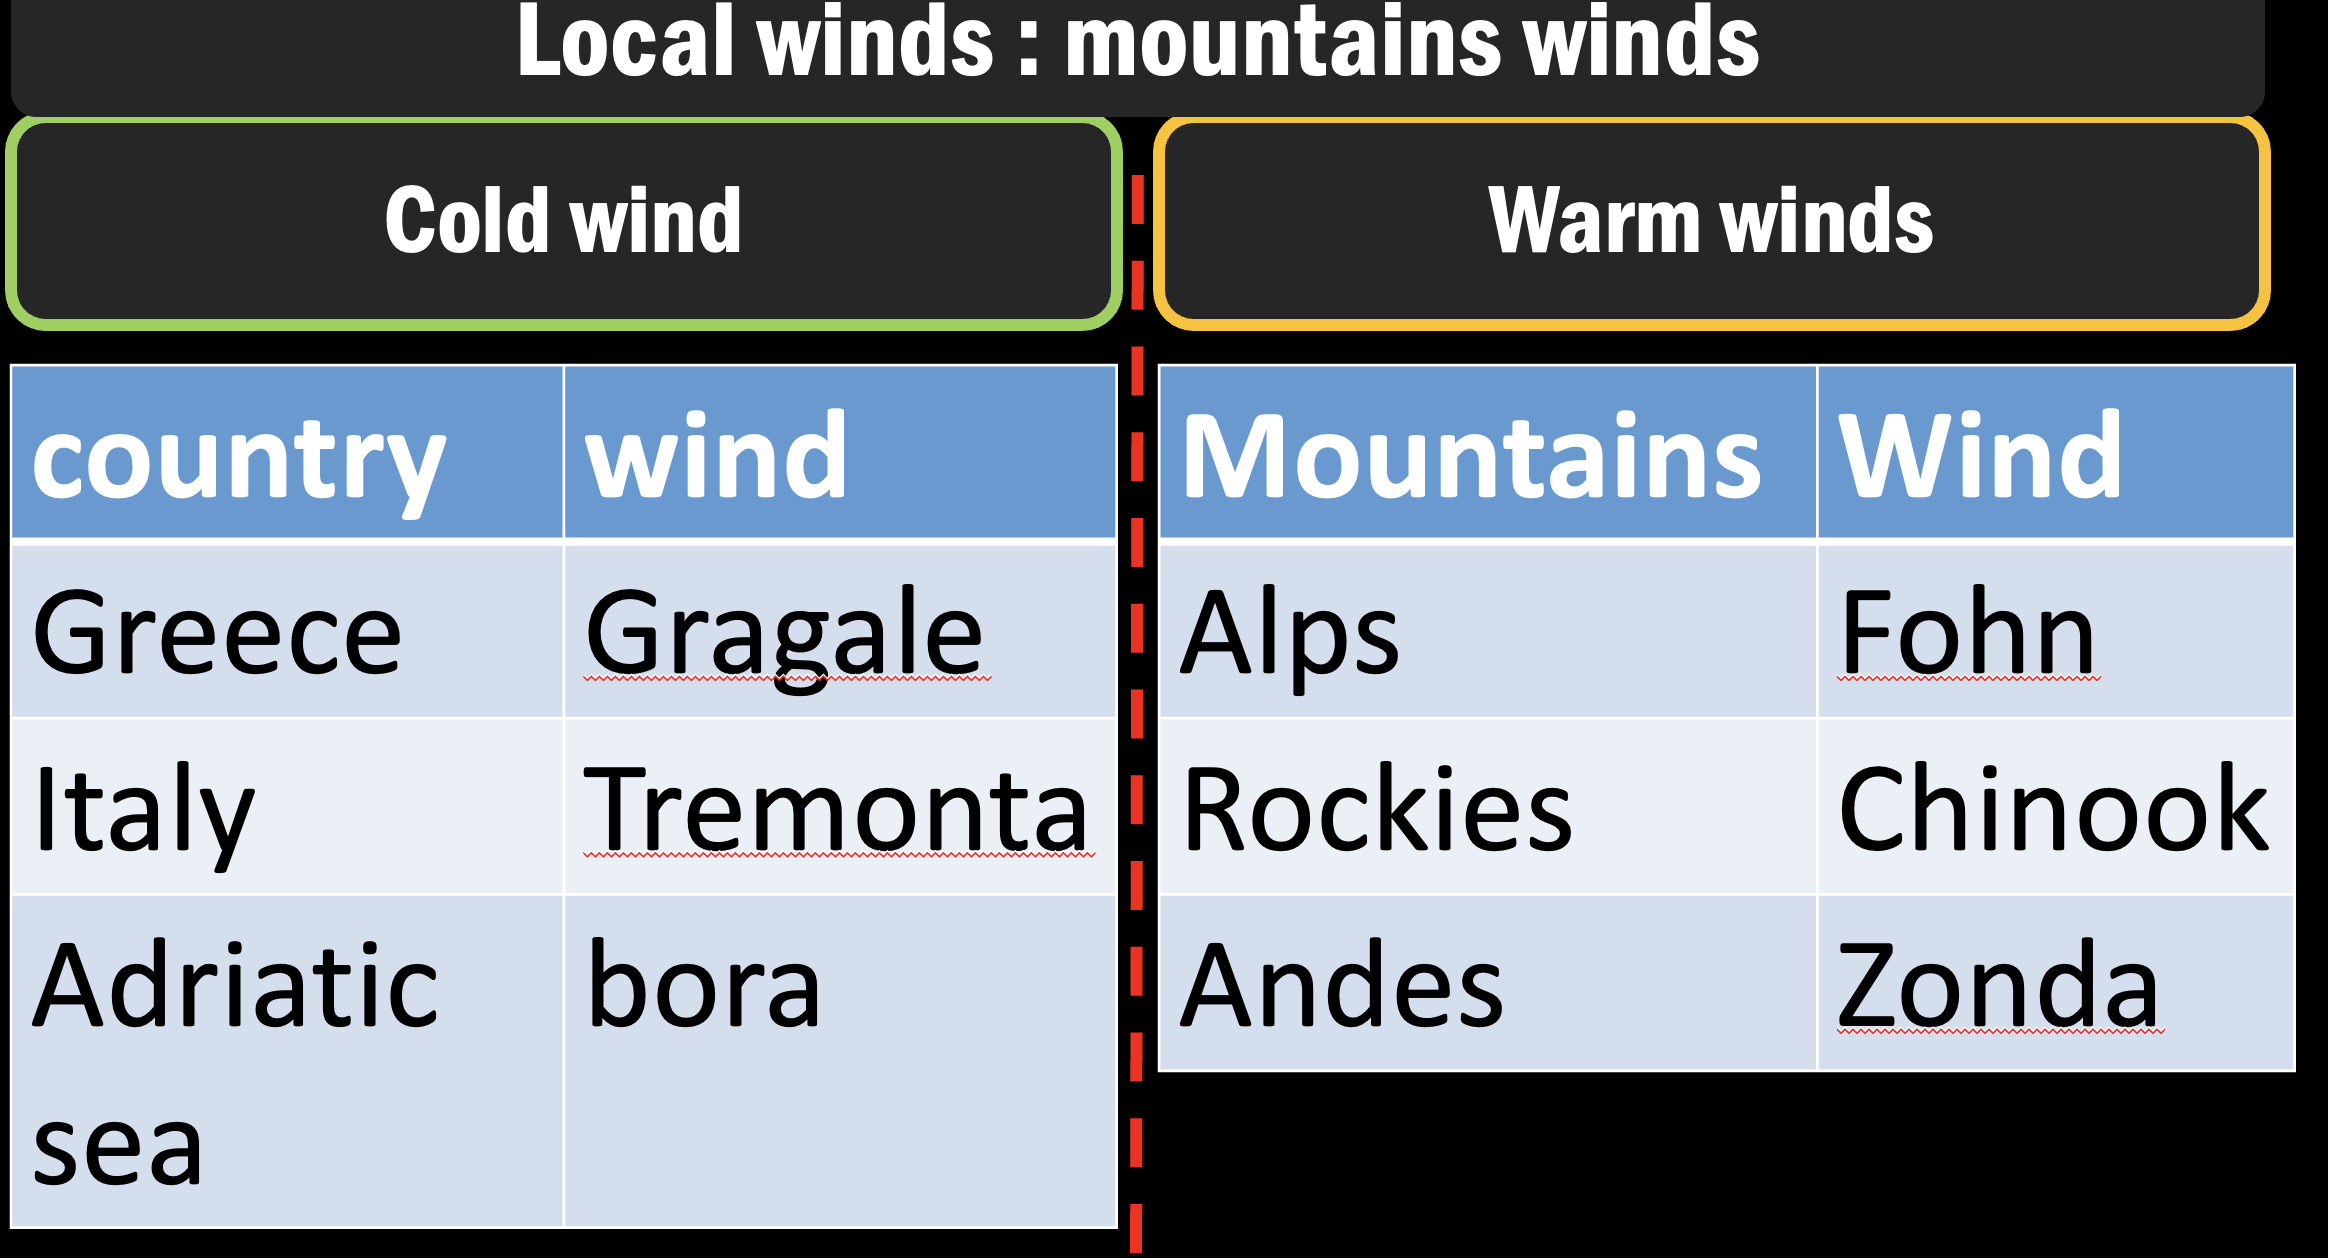 Local winds : mountains winds
Cold wind
Warm winds
country wind
Greece Gragale
Italy Tremonta
Adriatic bora
sea
Mountains Wind
Alps Fohn
Rockies Chinook
Andes Zonda